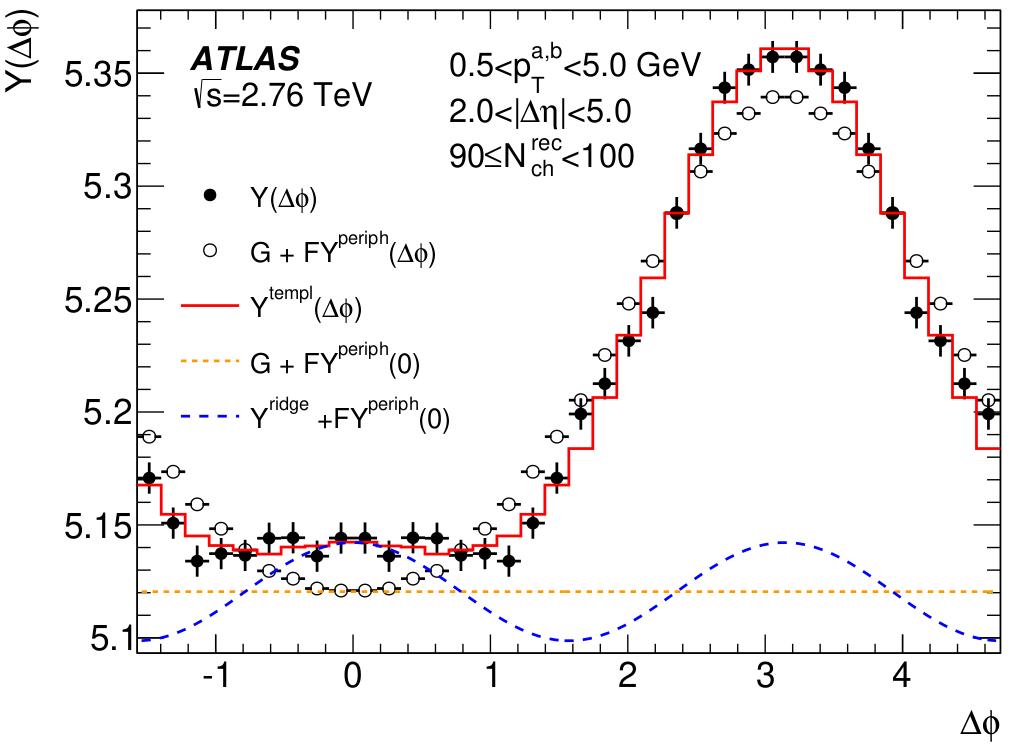 Y(Δϕ)
ATLAS
√s=2.76 TeV
0.5<p_T^{a,b}<5.0 GeV
2.0<|Δη|<5.0
90≤N_{ch}^{rec}<100
Y(Δϕ)
G + FY^{periph}(Δϕ)
Y^{templ}(Δϕ)
G + FY^{periph}(0)
Y^{ridge} +FY^{periph}(0)
5.35
5.3
5.25
5.2
5.15
5.1
-1 0 1 2 3 4
Δϕ